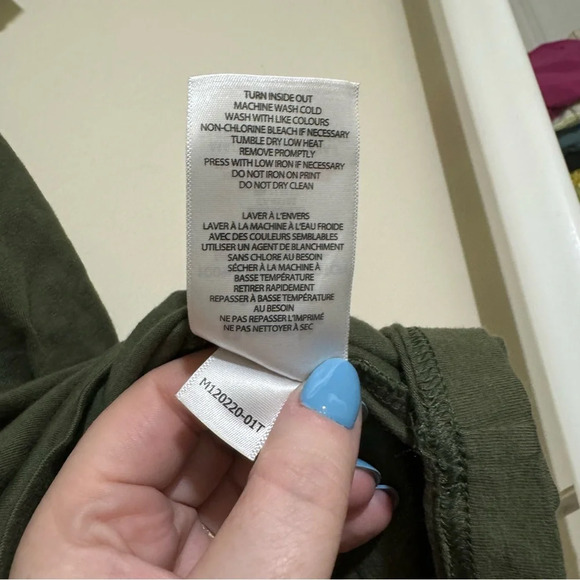 TURN INSIDE OUT
MACHINE WASH COLD
WASH WITH LIKE COLOURS
NON-CHLORINE BLEACH IF NECESSARY
TUMBLE DRY LOW HEAT
REMOVE PROMPTLY
PRESS WITH LOW IRON IF NECESSARY
DO NOT IRON ON PRINT
DO NOT DRY CLEAN
LAVER À L'ENVERS
LAVER À LA MACHINE À L'EAU FROIDE
AVEC DES COULEURS SEMBLABLES
UTILISER UN AGENT DE BLANCHIMENT
SANS CHLORE AU BESOIN
SÉCHER À LA MACHINE À
BASSE TEMPÉRATURE
RETIRER RAPIDEMENT
REPASSER À BASSE TEMPÉRATURE
AU BESOIN
NE PAS REPASSER L'IMPRIMÉ
NE PAS NETTOYER À SEC
M120220-01T